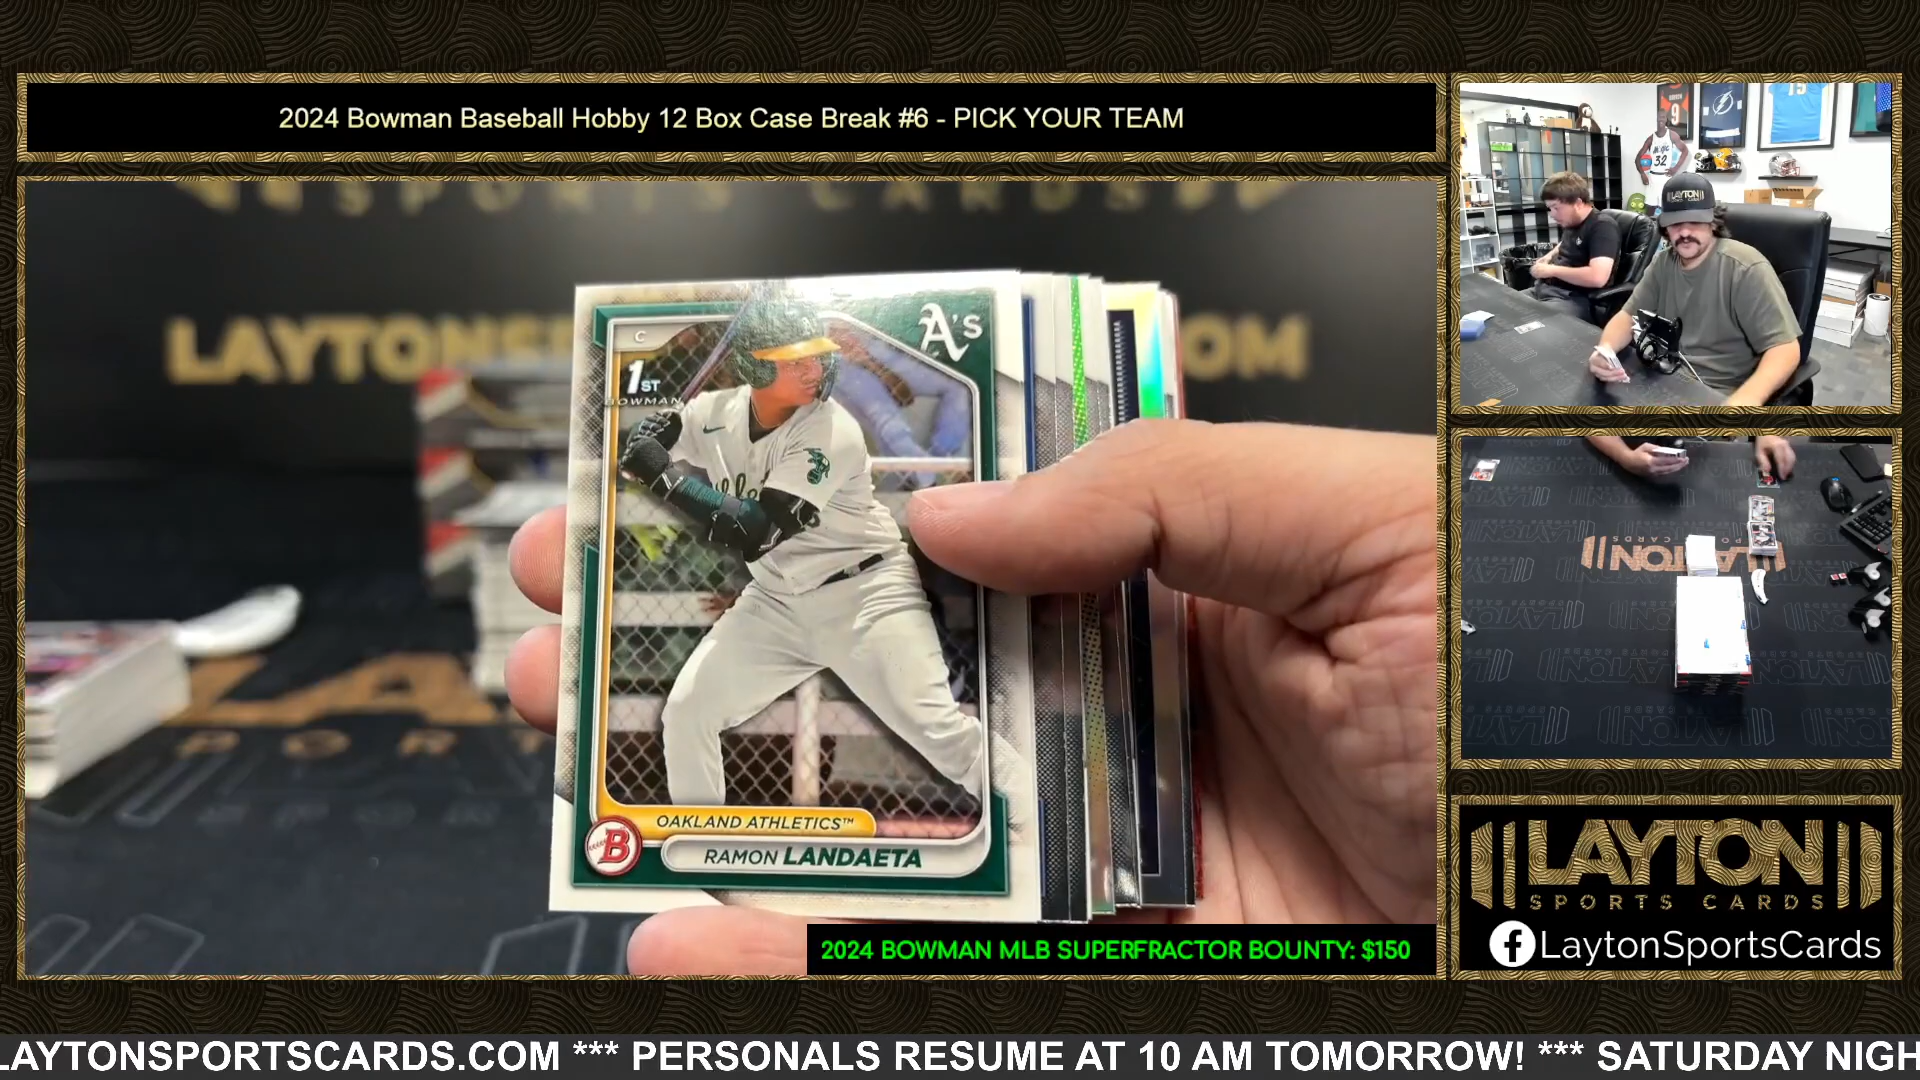 2024 Bowman Baseball Hobby 12 Box Case Break #6 - PICK YOUR TEAM
C
A's
1ST
BOWMAN
OAKLAND ATHLETICS™
B
RAMON LANDAETA
2024 BOWMAN MLB SUPERFRACTOR BOUNTY: $150
LAYTON
SPORTS CARDS
LaytonSportsCards
LAYTONSPORTSCARDS.COM *** PERSONALS RESUME AT 10 AM TOMORROW! *** SATURDAY NIGH